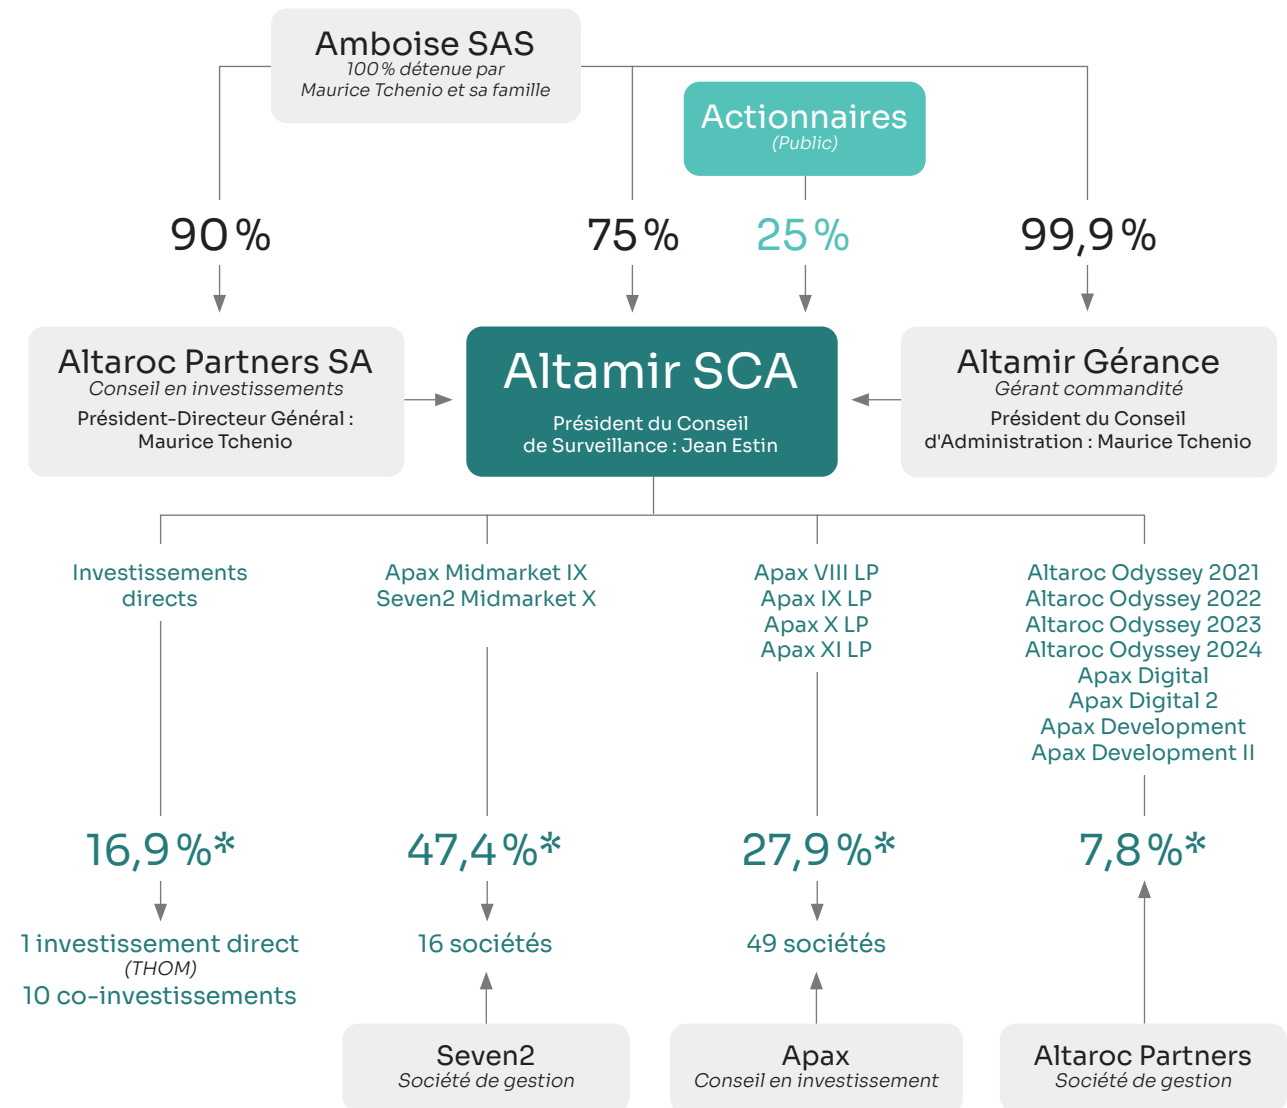 Amboise SAS
100 % détenue par
Maurice Tchenio et sa famille
Actionnaires
(Public)
90 %
75 %
25 %
99,9 %
Altaroc Partners SA
Conseil en investissements
Président-Directeur Général :
Maurice Tchenio
Altamir SCA
Président du Conseil
de Surveillance : Jean Estin
Altamir Gérance
Gérant commandité
Président du Conseil
d'Administration : Maurice Tchenio
Investissements
directs
Apax Midmarket IX
Seven2 Midmarket X
Apax VIII LP
Apax IX LP
Apax X LP
Apax XI LP
Altaroc Odyssey 2021
Altaroc Odyssey 2022
Altaroc Odyssey 2023
Altaroc Odyssey 2024
Apax Digital
Apax Digital 2
Apax Development
Apax Development II
16,9 %*
47,4 %*
27,9 %*
7,8 %*
1 investissement direct
(THOM)
10 co-investissements
16 sociétés
49 sociétés
Seven2
Société de gestion
Apax
Conseil en investissement
Altaroc Partners
Société de gestion